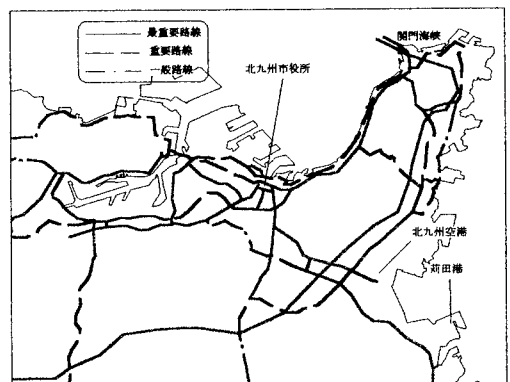 最重要路線
重要路線
一般路線
関門海峡
北九州市役所
北九州空港
苅田港